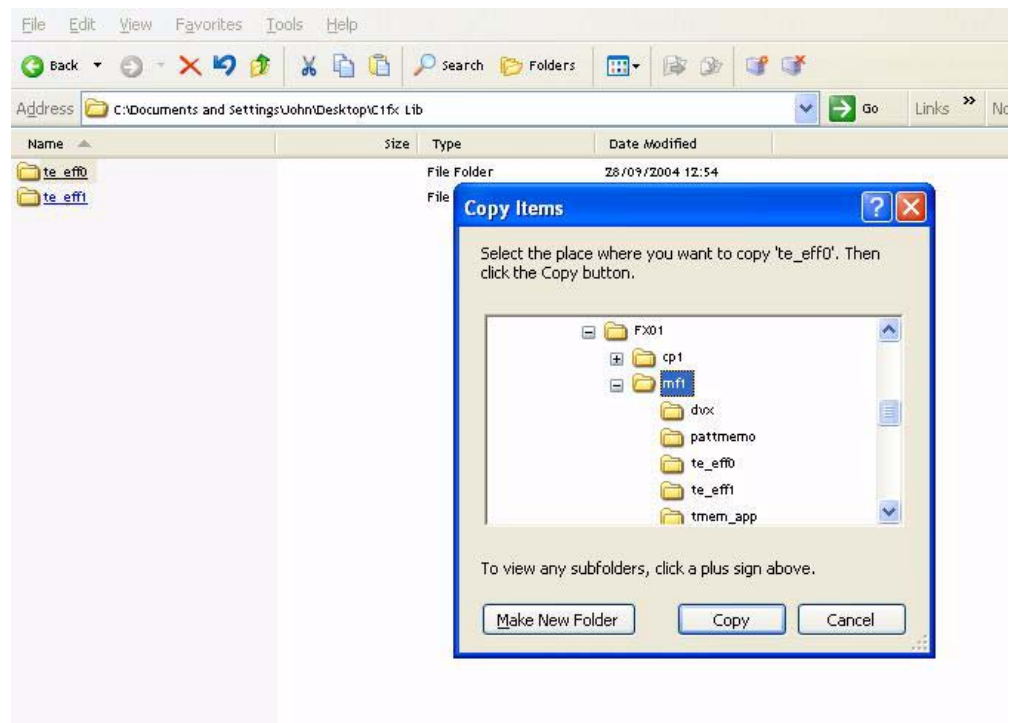 File Edit View Favorites Tools Help
Back Search Folders
Address C:\Documents and Settings\John\Desktop\C1fx Lib Go Links »
Name Size Type Date Modified
te_eff0 File Folder 28/09/2004 12:54
te_eff1 File
Copy Items
Select the place where you want to copy 'te_eff0'. Then
click the Copy button.
FX01
cp1
mf1
dvx
pattmemo
te_eff0
te_eff1
tmem_app
To view any subfolders, click a plus sign above.
Make New Folder Copy Cancel